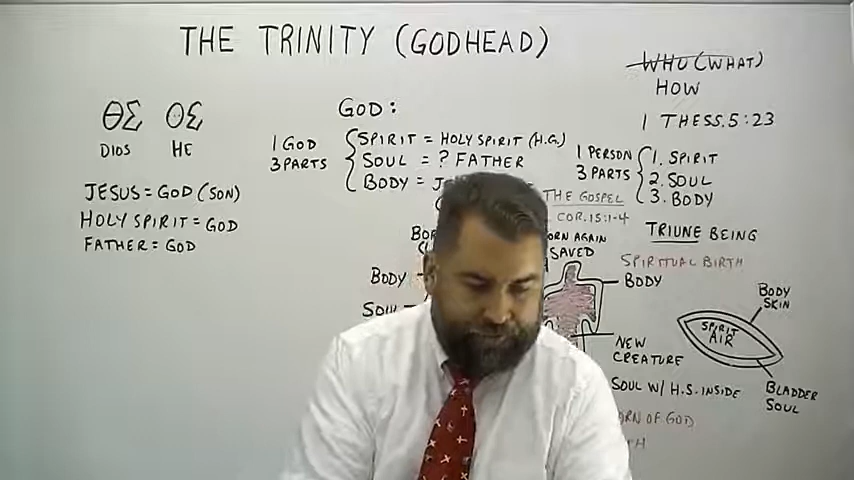 THE TRINITY (GODHEAD)
WHO (WHAT)
HOW
1 THESS. 5:23
ΘΣ ΟΣ
DIOS HE
JESUS = GOD (SON)
HOLY SPIRIT = GOD
FATHER = GOD
GOD:
1 GOD
3 PARTS
SPIRIT = HOLY SPIRIT (H.G.)
SOUL = ? FATHER
BODY =
1 PERSON
3 PARTS
1. SPIRIT
2. SOUL
3. BODY
TRIUNE BEING
THE GOSPEL
COR. 15:1-4
AGAIN
SAVED
SPIRITUAL BIRTH
BODY
SOUL
BODY
NEW
CREATURE
SOUL W/ H.S. INSIDE
OF GOD
BODY
SKIN
SPIRIT
AIR
BLADDER
SOUL